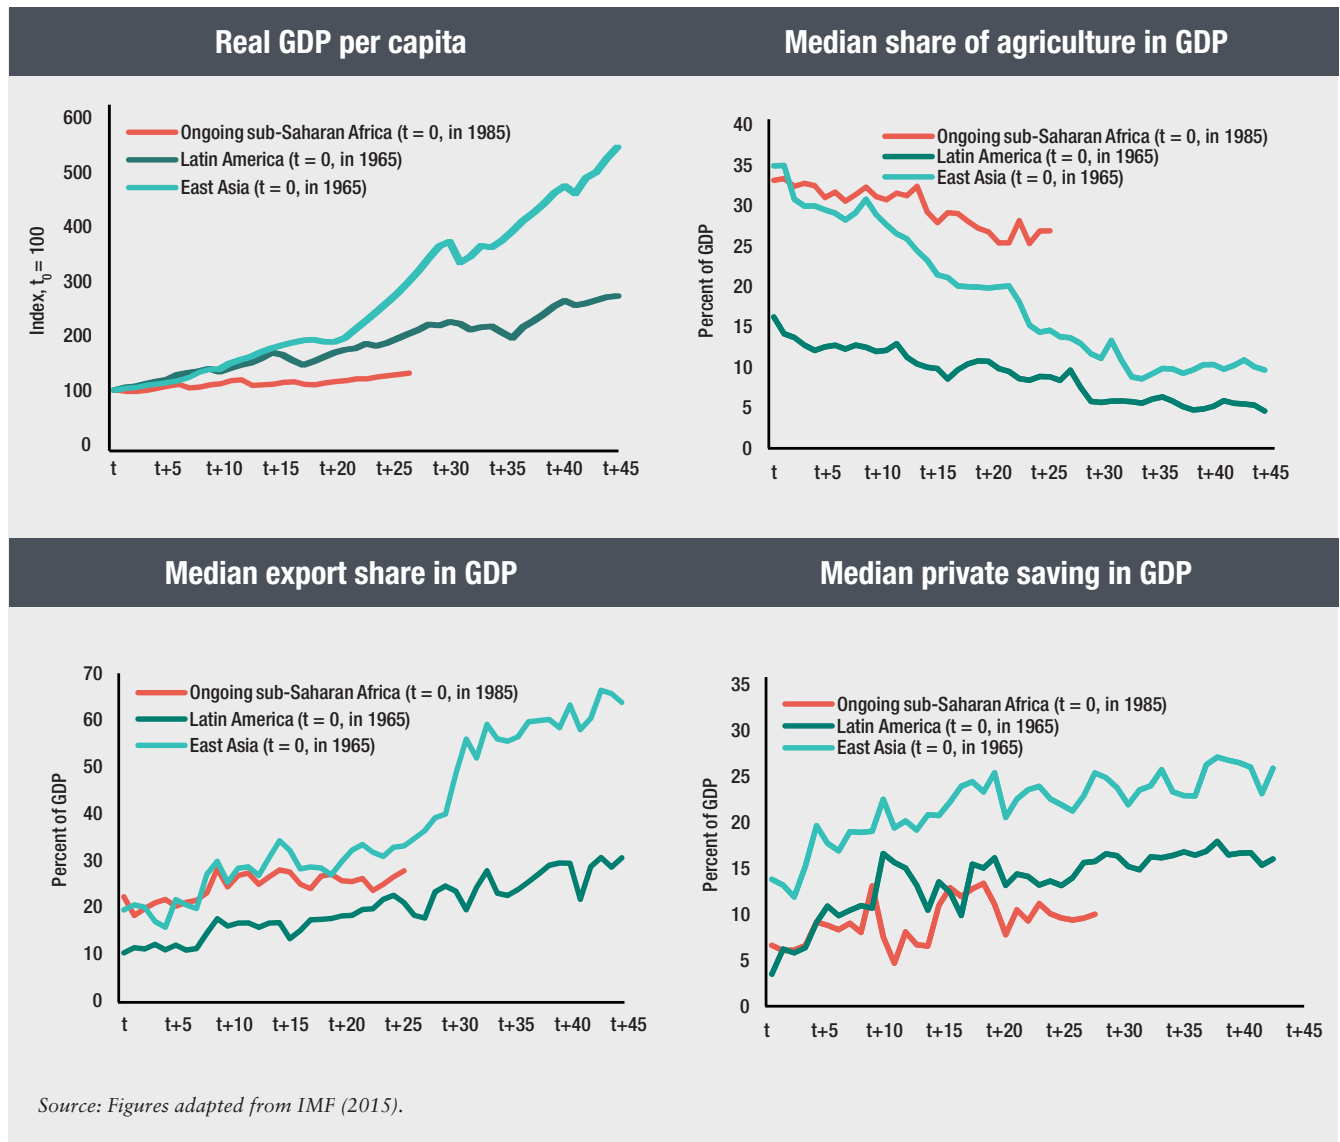 Real GDP per capita
600
500
400
300
200
100
0
Index, t0 = 100
Ongoing sub-Saharan Africa (t = 0, in 1985)
Latin America (t = 0, in 1965)
East Asia (t = 0, in 1965)
t t+5 t+10 t+15 t+20 t+25 t+30 t+35 t+40 t+45
Median share of agriculture in GDP
40
35
30
25
20
15
10
5
0
Percent of GDP
Ongoing sub-Saharan Africa (t = 0, in 1985)
Latin America (t = 0, in 1965)
East Asia (t = 0, in 1965)
t t+5 t+10 t+15 t+20 t+25 t+30 t+35 t+40 t+45
Median export share in GDP
70
60
50
40
30
20
10
0
Percent of GDP
Ongoing sub-Saharan Africa (t = 0, in 1985)
Latin America (t = 0, in 1965)
East Asia (t = 0, in 1965)
t t+5 t+10 t+15 t+20 t+25 t+30 t+35 t+40 t+45
Median private saving in GDP
35
30
25
20
15
10
5
0
Percent of GDP
Ongoing sub-Saharan Africa (t = 0, in 1985)
Latin America (t = 0, in 1965)
East Asia (t = 0, in 1965)
t t+5 t+10 t+15 t+25 t+30 t+35 t+40 t+45
Source: Figures adapted from IMF (2015).